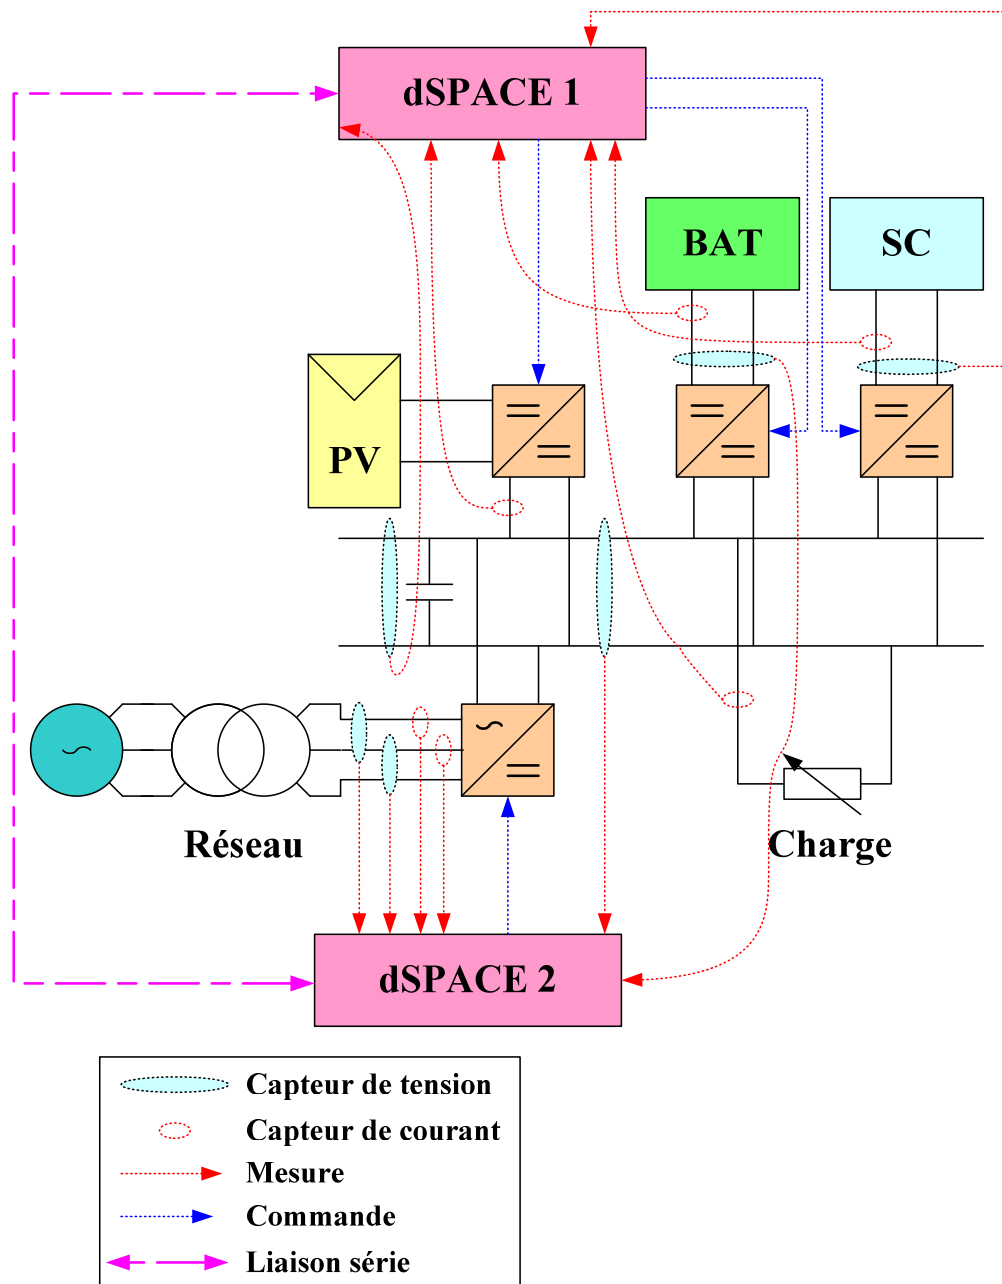 dSPACE 1
BAT
SC
PV
Réseau
Charge
dSPACE 2
Capteur de tension
Capteur de courant
Mesure
Commande
Liaison série